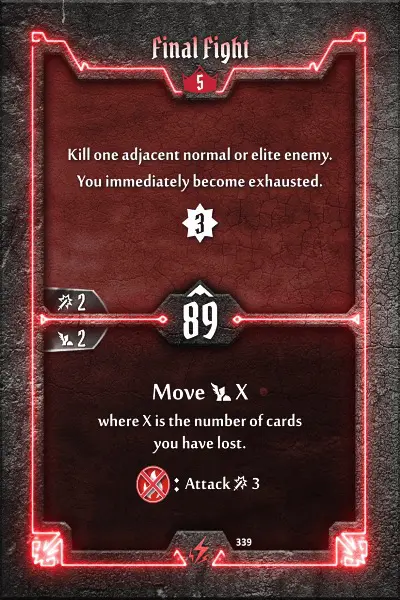 Final Fight
5
Kill one adjacent normal or elite enemy.
You immediately become exhausted.
3
2
89
2
Move X
where X is the number of cards
you have lost.
: Attack 3
339